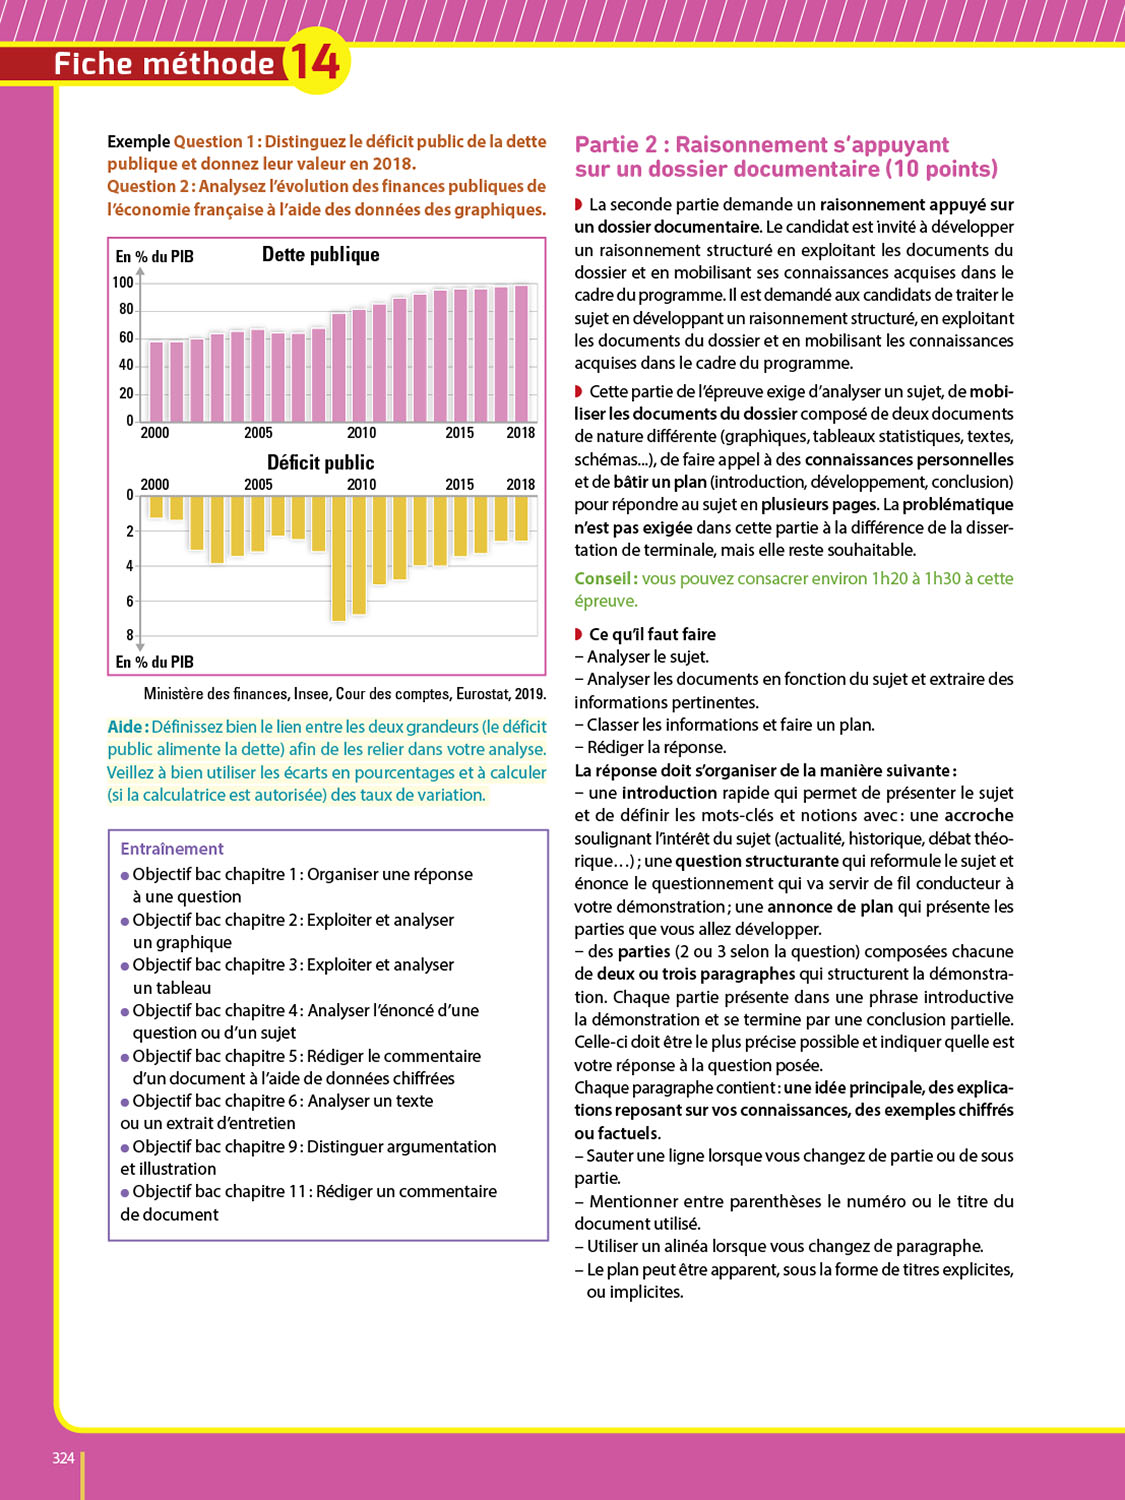 Fiche méthode 14
Exemple Question 1 : Distinguez le déficit public de la dette
publique et donnez leur valeur en 2018.
Question 2 : Analysez l’évolution des finances publiques de
l’économie française à l’aide des données des graphiques.
En % du PIB
Dette publique
100
80
60
40
20
0
2000 2005 2010 2015 2018
Déficit public
2000 2005 2010 2015 2018
0
2
4
6
8
En % du PIB
Ministère des finances, Insee, Cour des comptes, Eurostat, 2019.
Aide : Définissez bien le lien entre les deux grandeurs (le déficit
public alimente la dette) afin de les relier dans votre analyse.
Veillez à bien utiliser les écarts en pourcentages et à calculer
(si la calculatrice est autorisée) des taux de variation.
Entraînement
● Objectif bac chapitre 1 : Organiser une réponse
à une question
● Objectif bac chapitre 2 : Exploiter et analyser
un graphique
● Objectif bac chapitre 3 : Exploiter et analyser
un tableau
● Objectif bac chapitre 4 : Analyser l’énoncé d’une
question ou d’un sujet
● Objectif bac chapitre 5 : Rédiger le commentaire
d’un document à l’aide de données chiffrées
● Objectif bac chapitre 6 : Analyser un texte
ou un extrait d’entretien
● Objectif bac chapitre 9 : Distinguer argumentation
et illustration
● Objectif bac chapitre 11 : Rédiger un commentaire
de document
Partie 2 : Raisonnement s’appuyant
sur un dossier documentaire (10 points)
◗ La seconde partie demande un raisonnement appuyé sur
un dossier documentaire. Le candidat est invité à développer
un raisonnement structuré en exploitant les documents du
dossier et en mobilisant ses connaissances acquises dans le
cadre du programme. Il est demandé aux candidats de traiter le
sujet en développant un raisonnement structuré, en exploitant
les documents du dossier et en mobilisant les connaissances
acquises dans le cadre du programme.
◗ Cette partie de l’épreuve exige d’analyser un sujet, de mobi-
liser les documents du dossier composé de deux documents
de nature différente (graphiques, tableaux statistiques, textes,
schémas...), de faire appel à des connaissances personnelles
et de bâtir un plan (introduction, développement, conclusion)
pour répondre au sujet en plusieurs pages. La problématique
n’est pas exigée dans cette partie à la différence de la disser-
tation de terminale, mais elle reste souhaitable.
Conseil : vous pouvez consacrer environ 1h20 à 1h30 à cette
épreuve.
◗ Ce qu’il faut faire
– Analyser le sujet.
– Analyser les documents en fonction du sujet et extraire des
informations pertinentes.
– Classer les informations et faire un plan.
– Rédiger la réponse.
La réponse doit s’organiser de la manière suivante :
– une introduction rapide qui permet de présenter le sujet
et de définir les mots-clés et notions avec : une accroche
soulignant l’intérêt du sujet (actualité, historique, débat théo-
rique…) ; une question structurante qui reformule le sujet et
énonce le questionnement qui va servir de fil conducteur à
votre démonstration ; une annonce de plan qui présente les
parties que vous allez développer.
– des parties (2 ou 3 selon la question) composées chacune
de deux ou trois paragraphes qui structurent la démonstra-
tion. Chaque partie présente dans une phrase introductive
la démonstration et se termine par une conclusion partielle.
Celle-ci doit être le plus précise possible et indiquer quelle est
votre réponse à la question posée.
Chaque paragraphe contient : une idée principale, des explica-
tions reposant sur vos connaissances, des exemples chiffrés
ou factuels.
– Sauter une ligne lorsque vous changez de partie ou de sous
partie.
– Mentionner entre parenthèses le numéro ou le titre du
document utilisé.
– Utiliser un alinéa lorsque vous changez de paragraphe.
– Le plan peut être apparent, sous la forme de titres explicites,
ou implicites.
324